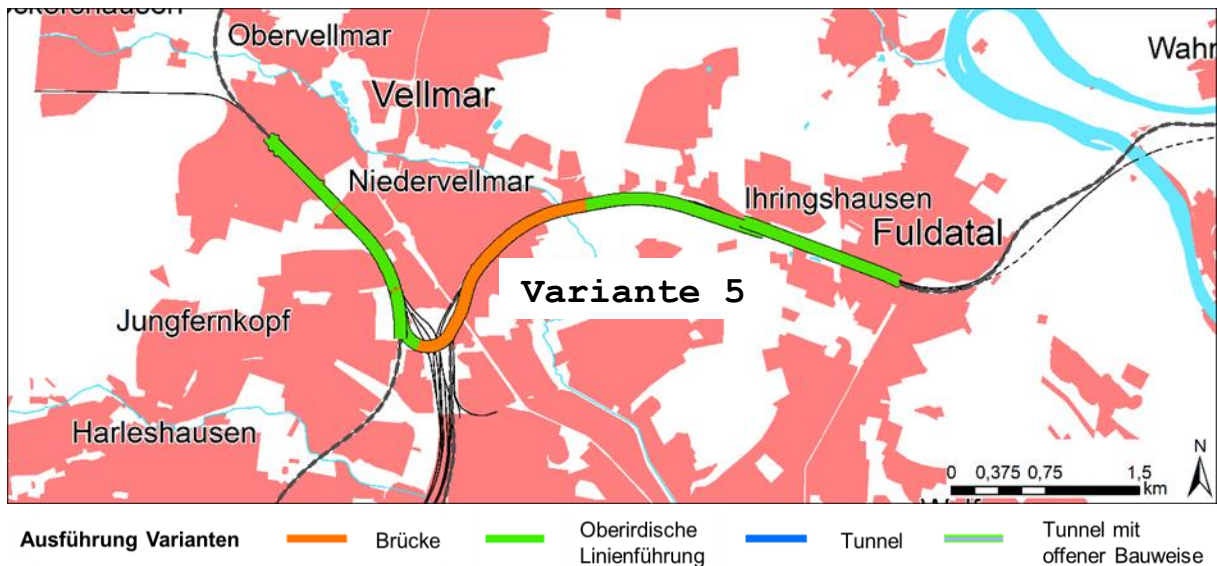 Obervellmar
Wahr
Vellmar
Niedervellmar
Ihringshausen
Fuldatal
Variante 5
Jungfernkopf
Harleshausen
N
0 0,375 0,75 1,5
km
Ausführung Varianten
Brücke
Oberirdische
Linienführung
Tunnel
Tunnel mit
offener Bauweise